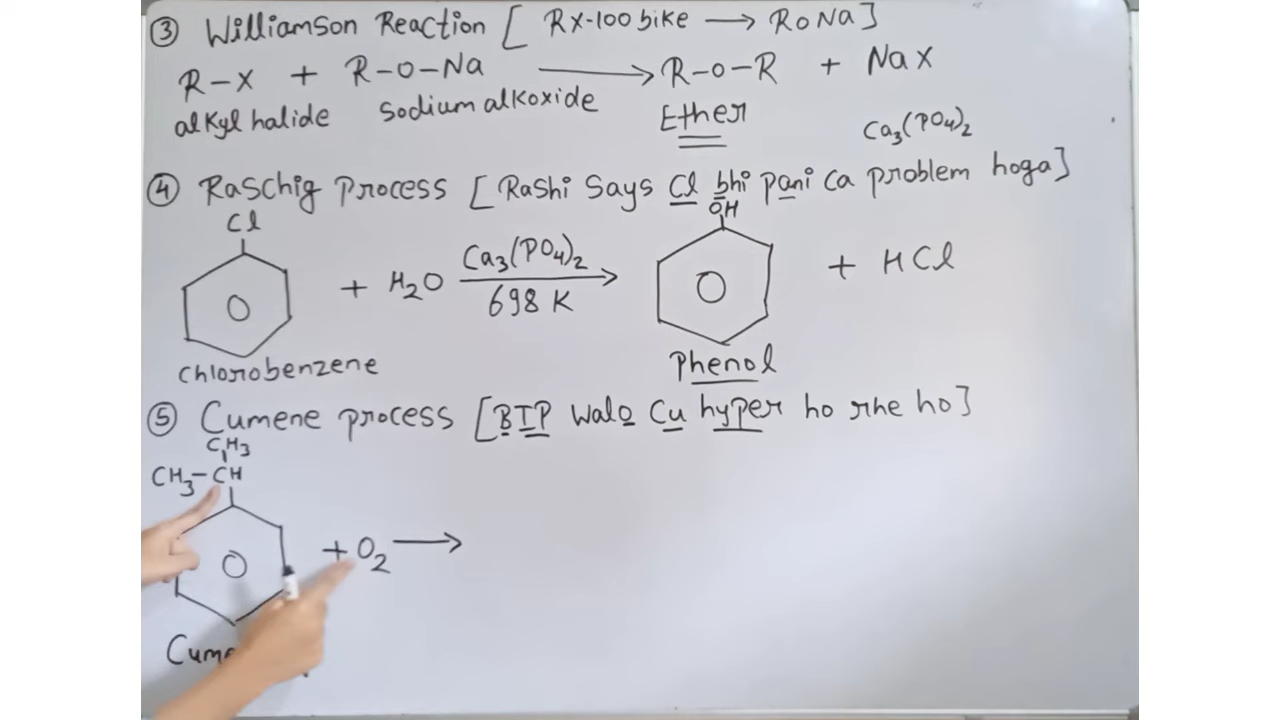 ③ Williamson Reaction [ RX-100 bike → RONa ]
R-X + R-O-Na → R-O-R + NaX
alkyl halide sodium alkoxide Ether
Ca₃(PO₄)₂
④ Raschig process [ Rashi says Cl bhi pani Ca problem hoga ]
Cl OH
+ H₂O Ca₃(PO₄)₂ → + HCl
698 K
Chlorobenzene Phenol
⑤ Cumene process [ BIP walo Cu hyper ho rhe ho ]
CH₃
CH₃-CH
+ O₂ →